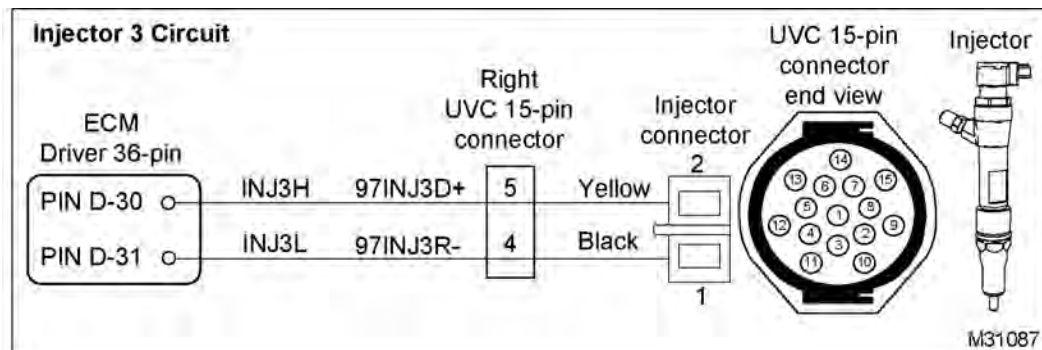 Injector 3 Circuit
ECM
Driver 36-pin
PIN D-30
PIN D-31
INJ3H
97INJ3D+
INJ3L
97INJ3R-
Right
UVC 15-pin
connector
5
4
Yellow
Black
Injector
connector
2
1
UVC 15-pin
connector
end view
14
13
6
7
15
5
1
8
12
4
2
9
3
11
10
Injector
M31087